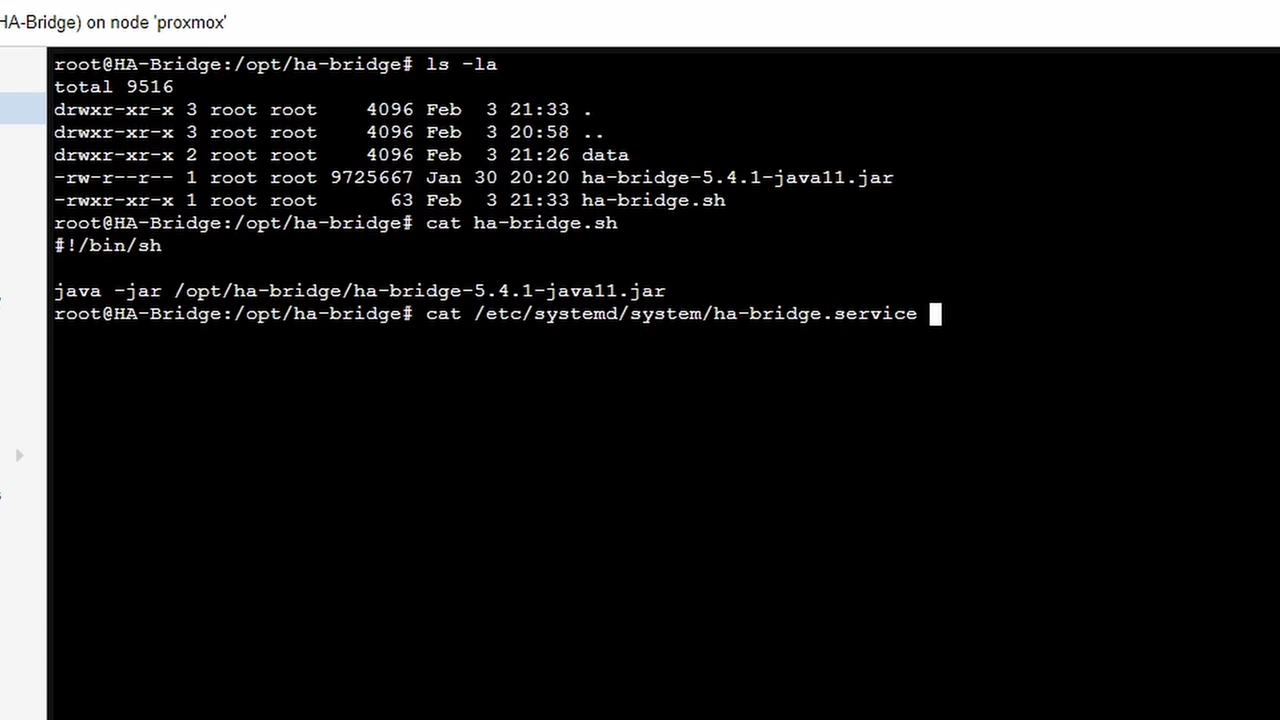 HA-Bridge) on node 'proxmox'
root@HA-Bridge:/opt/ha-bridge# ls -la
total 9516
drwxr-xr-x 3 root root    4096 Feb  3 21:33 .
drwxr-xr-x 3 root root    4096 Feb  3 20:58 ..
drwxr-xr-x 2 root root    4096 Feb  3 21:26 data
-rw-r--r-- 1 root root 9725667 Jan 30 20:20 ha-bridge-5.4.1-java11.jar
-rwxr-xr-x 1 root root      63 Feb  3 21:33 ha-bridge.sh
root@HA-Bridge:/opt/ha-bridge# cat ha-bridge.sh
#!/bin/sh
java -jar /opt/ha-bridge/ha-bridge-5.4.1-java11.jar
root@HA-Bridge:/opt/ha-bridge# cat /etc/systemd/system/ha-bridge.service